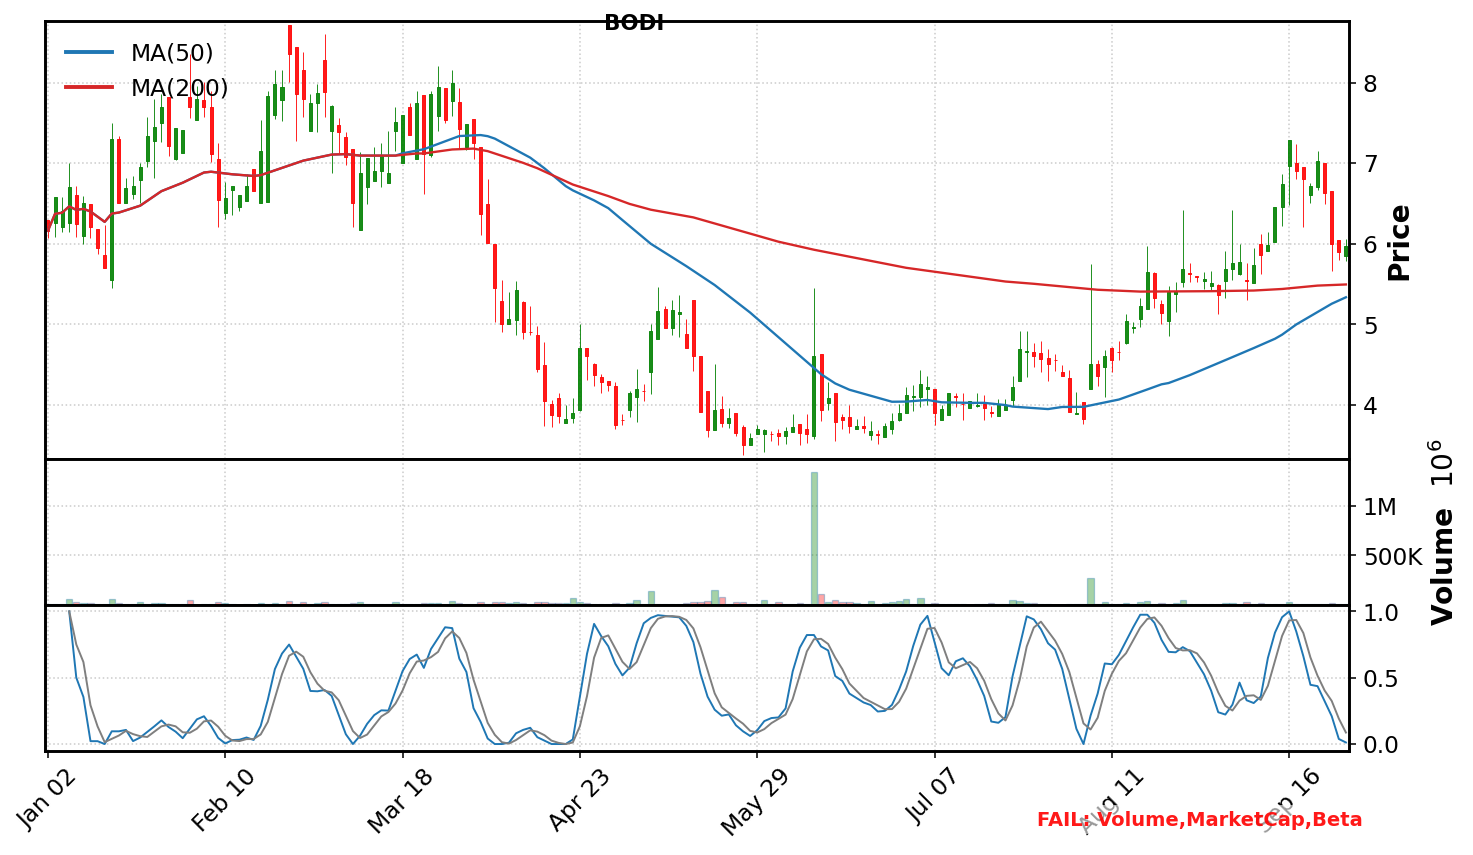 BODI
MA(50)
MA(200)
8
7
6
5
4
Price
10⁶
1M
500K
Volume
1.0
0.5
0.0
Jan 02
Feb 10
Mar 18
Apr 23
May 29
Jul 07
Aug 11
Sep 16
FAIL: Volume,MarketCap,Beta